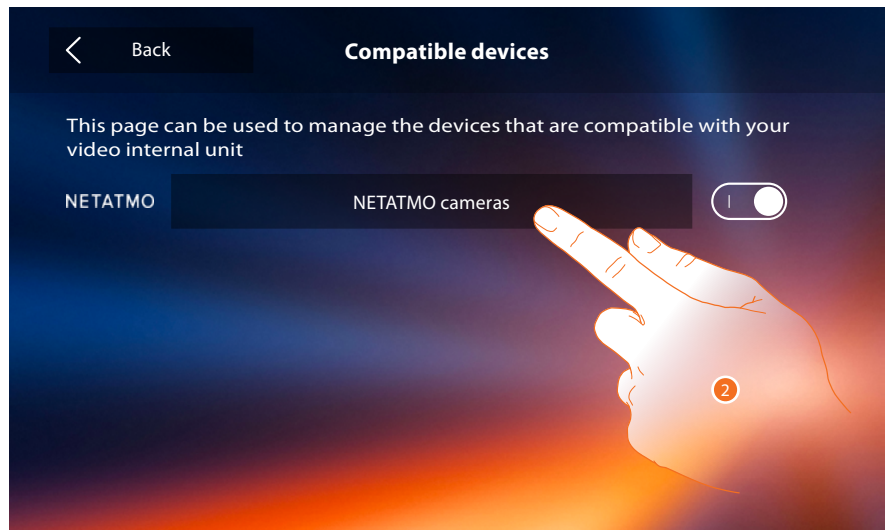 Back
Compatible devices
This page can be used to manage the devices that are compatible with your
video internal unit
NETATMO
NETATMO cameras
2